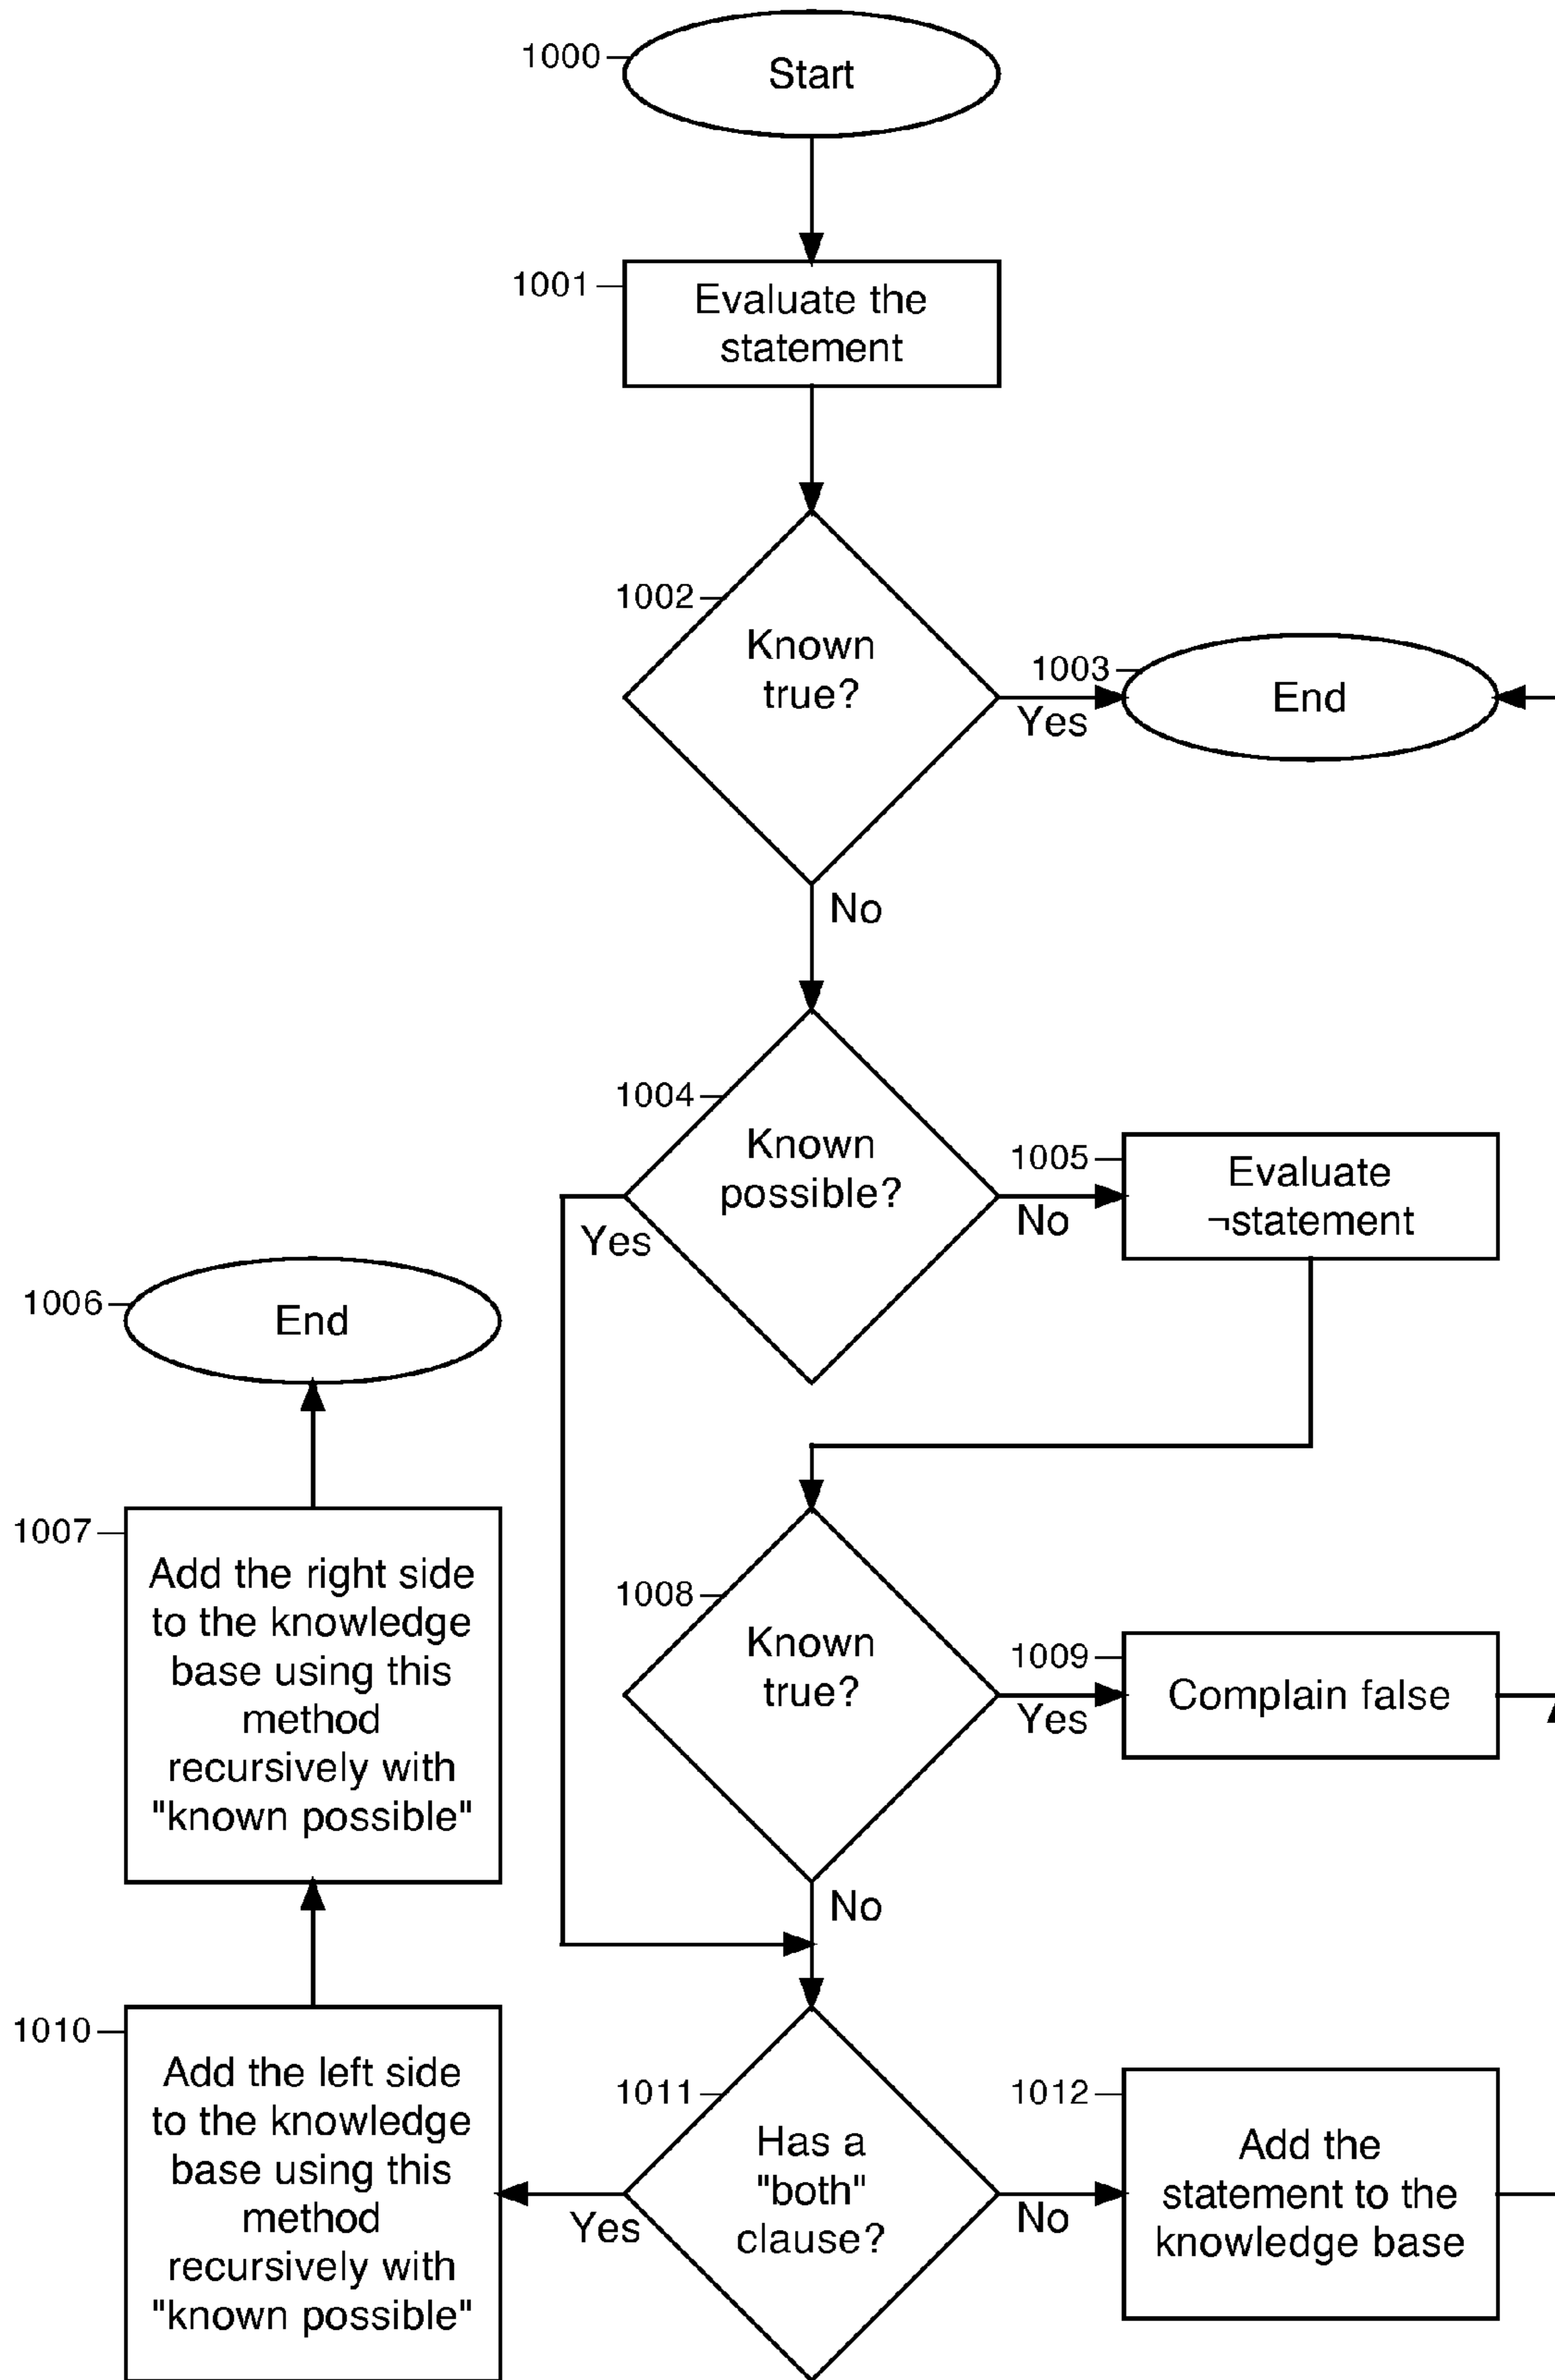 1000
Start
1001
Evaluate the
statement
1002
Known
true?
Yes
1003
End
No
1004
Known
possible?
Yes
No
1005
Evaluate
¬statement
1006
End
1007
Add the right side
to the knowledge
base using this
method
recursively with
"known possible"
1008
Known
true?
Yes
1009
Complain false
No
1010
Add the left side
to the knowledge
base using this
method
recursively with
"known possible"
1011
Has a
"both"
clause?
Yes
No
1012
Add the
statement to the
knowledge base